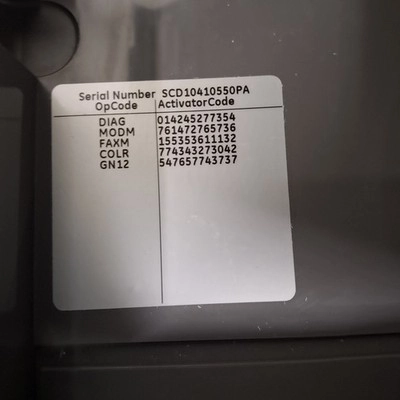 Serial Number SCD10410550PA
OpCode ActivatorCode
DIAG 014245277354
MODM 761472765736
FAXM 155353611132
COLR 774343273042
GN12 547657743737